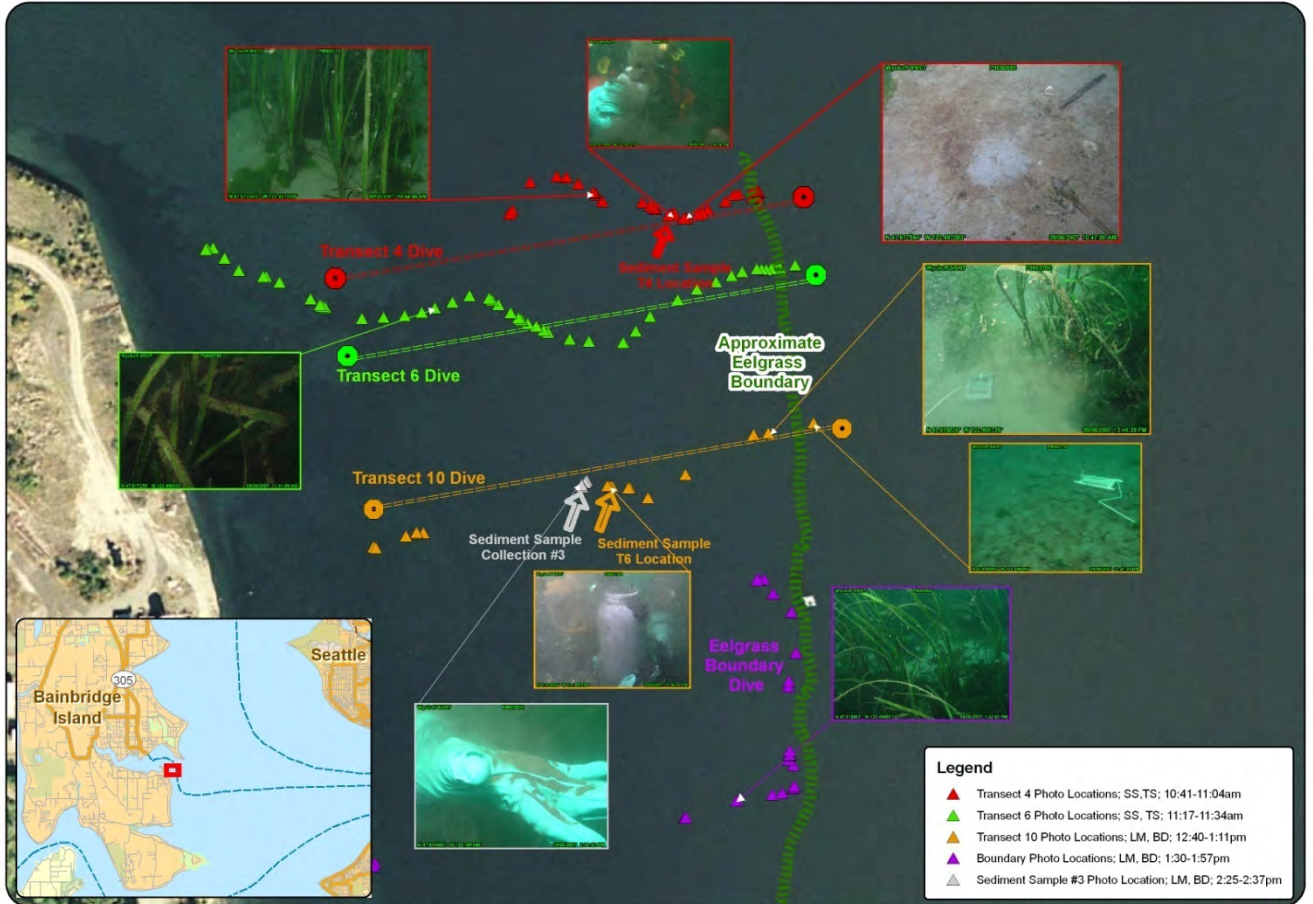 Transect 4 Dive
Sediment Sample
T4 Location
Transect 6 Dive
Approximate
Eelgrass
Boundary
Transect 10 Dive
Sediment Sample
Collection #3
Sediment Sample
T6 Location
Eelgrass
Boundary
Dive
Seattle
305
Bainbridge
Island
Legend
Transect 4 Photo Locations; SS,TS; 10:41-11:04am
Transect 6 Photo Locations; SS, TS; 11:17-11:34am
Transect 10 Photo Locations; LM, BD; 12:40-1:11pm
Boundary Photo Locations; LM, BD; 1:30-1:57pm
Sediment Sample #3 Photo Location; LM, BD; 2:25-2:37pm